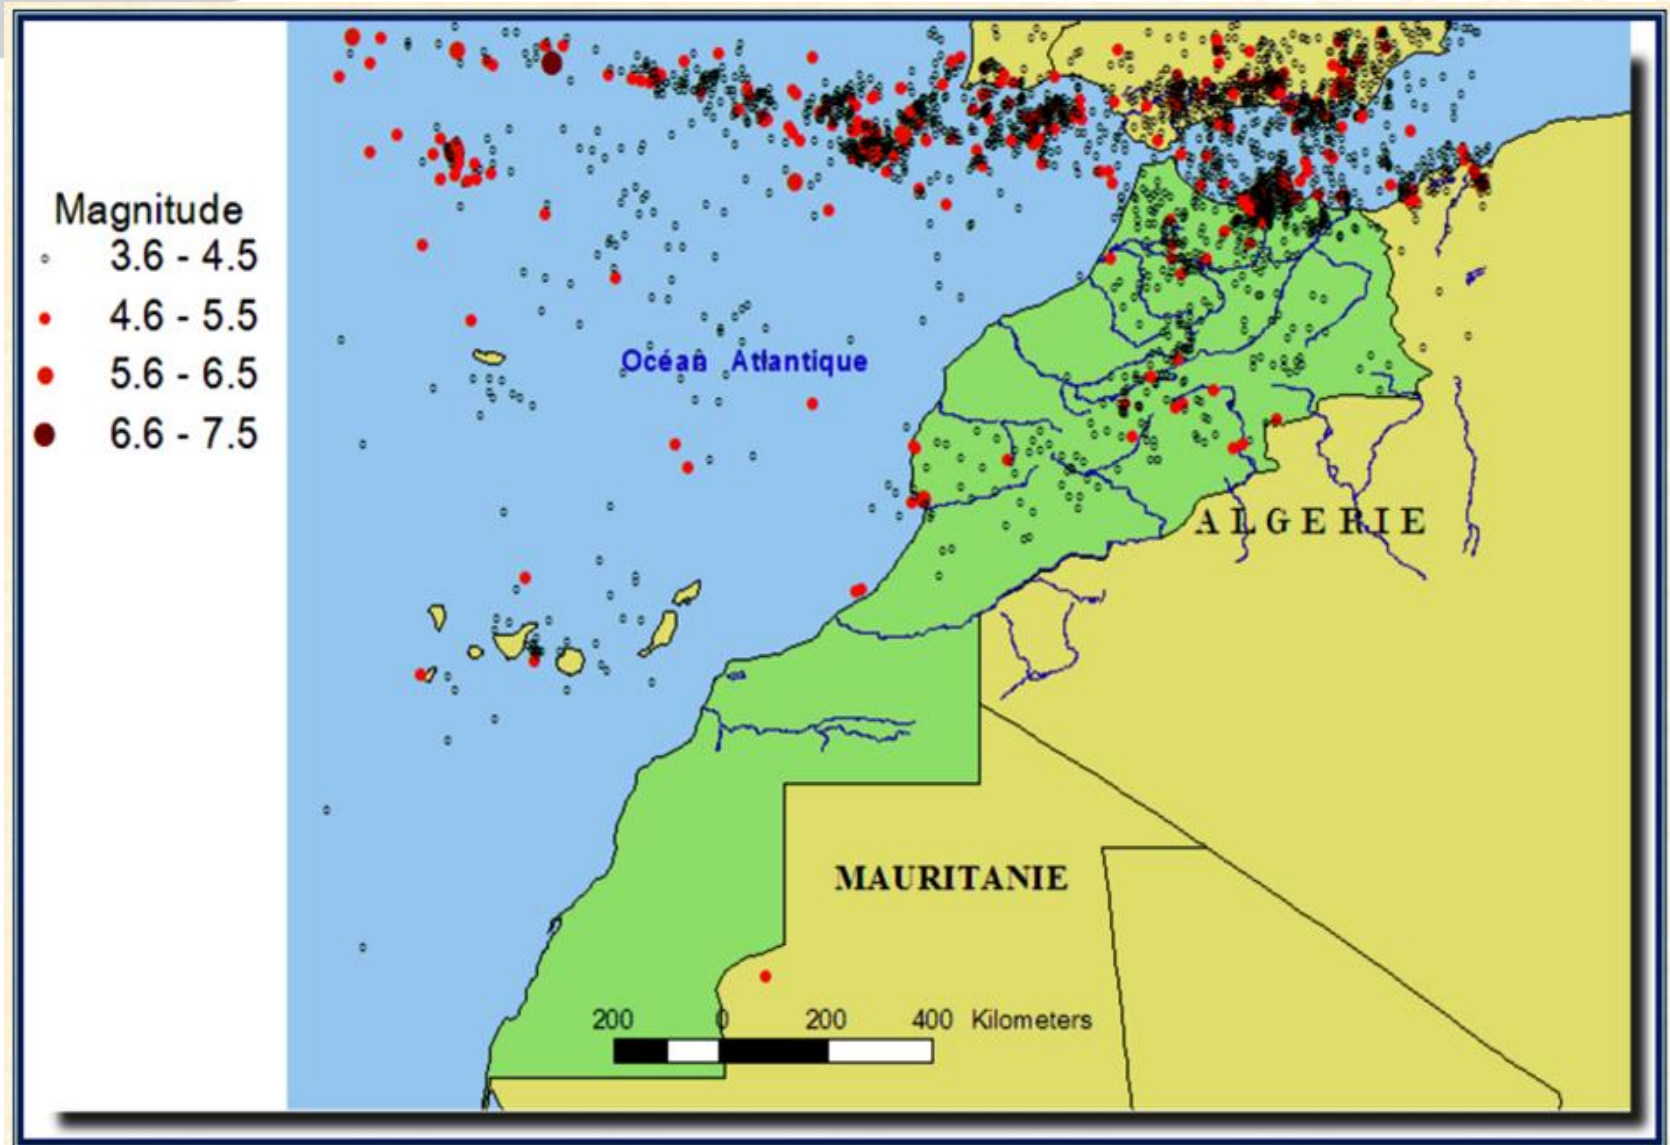 Magnitude
3.6 - 4.5
4.6 - 5.5
5.6 - 6.5
6.6 - 7.5
Océan Atlantique
ALGERIE
MAURITANIE
200 0 200 400 Kilometers